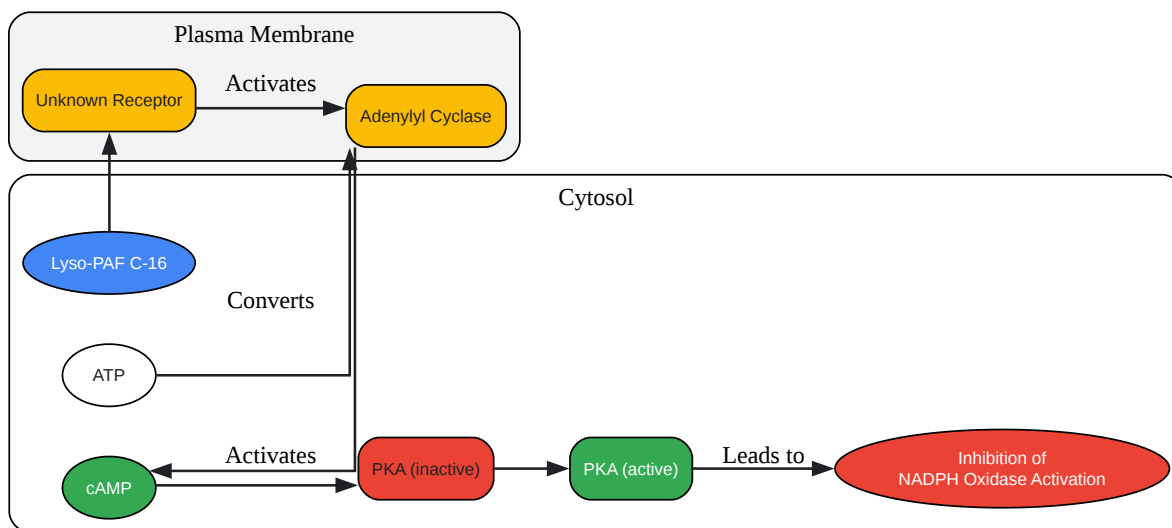 Plasma Membrane
Activates
Unknown Receptor
Adenylyl Cyclase
Cytosol
Lyso-PAF C-16
Converts
ATP
Activates
cAMP
PKA (inactive)
PKA (active)
Leads to
Inhibition of
NADPH Oxidase Activation